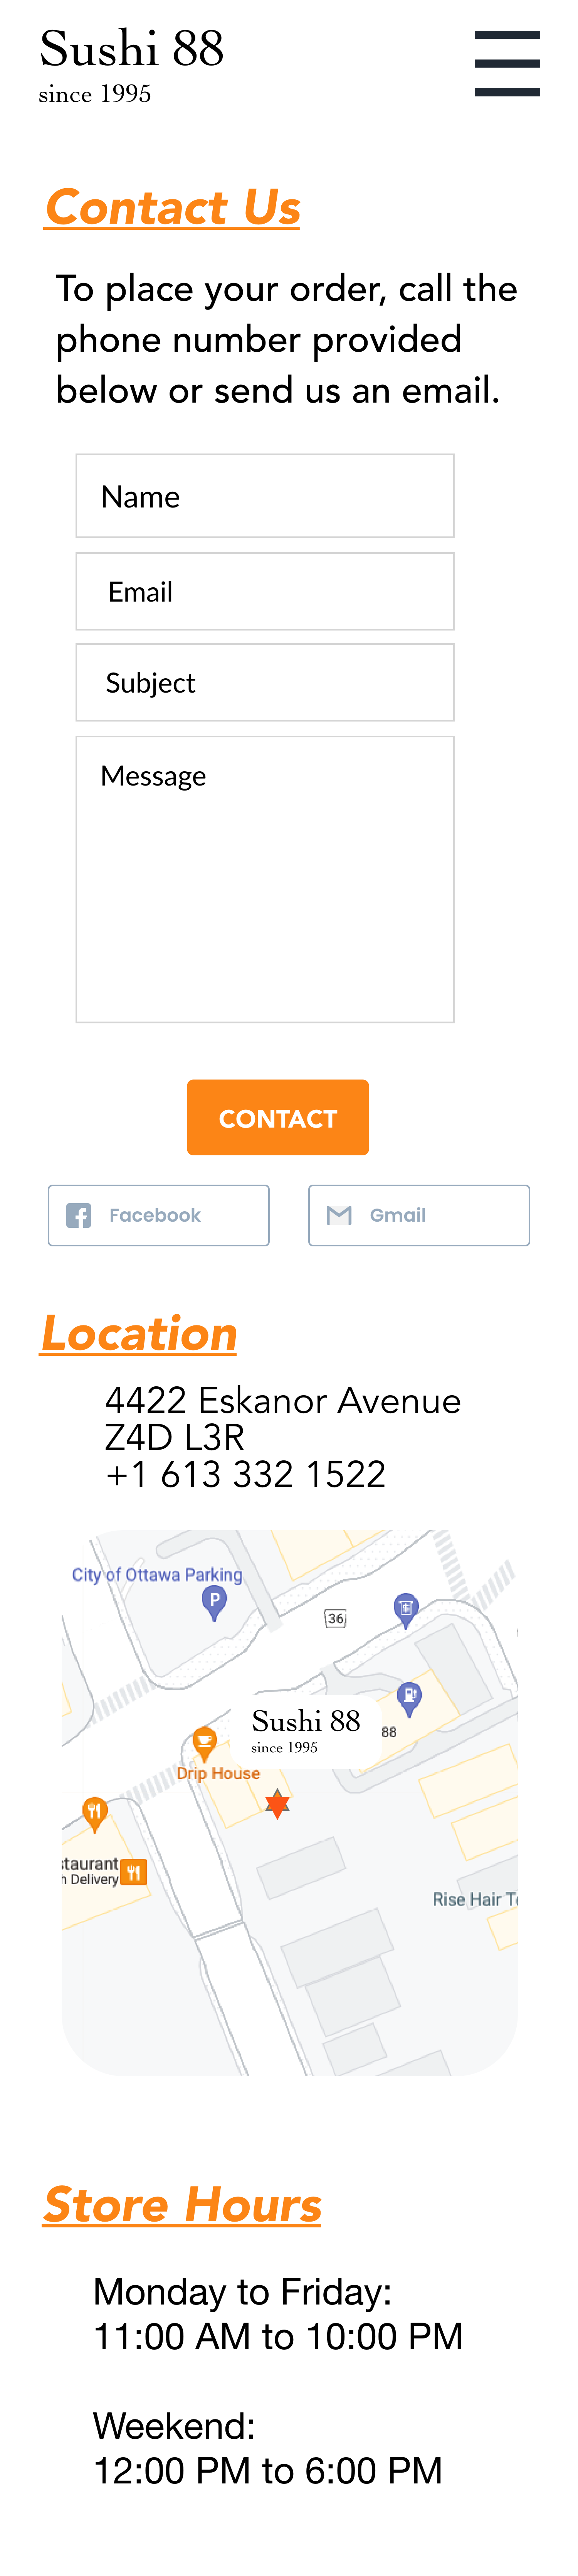 Sushi 88
since 1995
Contact Us
To place your order, call the
phone number provided
below or send us an email.
Name
Email
Subject
Message
CONTACT
Facebook
Gmail
Location
4422 Eskanor Avenue
Z4D L3R
+1 613 332 1522
City of Ottawa Parking
P
36
Sushi 88
since 1995
88
Drip House
staurant
h Delivery
Rise Hair T
Store Hours
Monday to Friday:
11:00 AM to 10:00 PM
Weekend:
12:00 PM to 6:00 PM